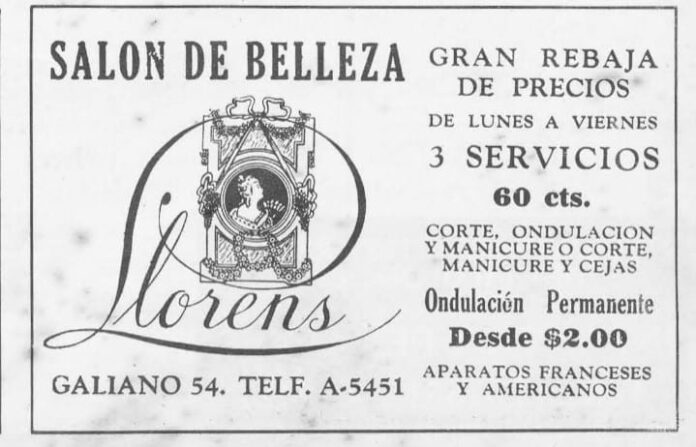 SALON DE BELLEZA
Llorens
GALIANO 54. TELF. A-5451
GRAN REBAJA
DE PRECIOS
DE LUNES A VIERNES
3 SERVICIOS
60 cts.
CORTE, ONDULACION
Y MANICURE O CORTE,
MANICURE Y CEJAS
Ondulación Permanente
Desde $2.00
APARATOS FRANCESES
Y AMERICANOS